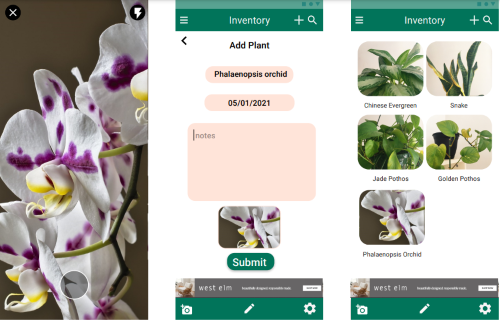 Inventory
Add Plant
Phalaenopsis orchid
05/01/2021
notes
Submit
west elm
Inventory
Chinese Evergreen
Snake
Jade Pothos
Golden Pothos
Phalaenopsis Orchid
west elm